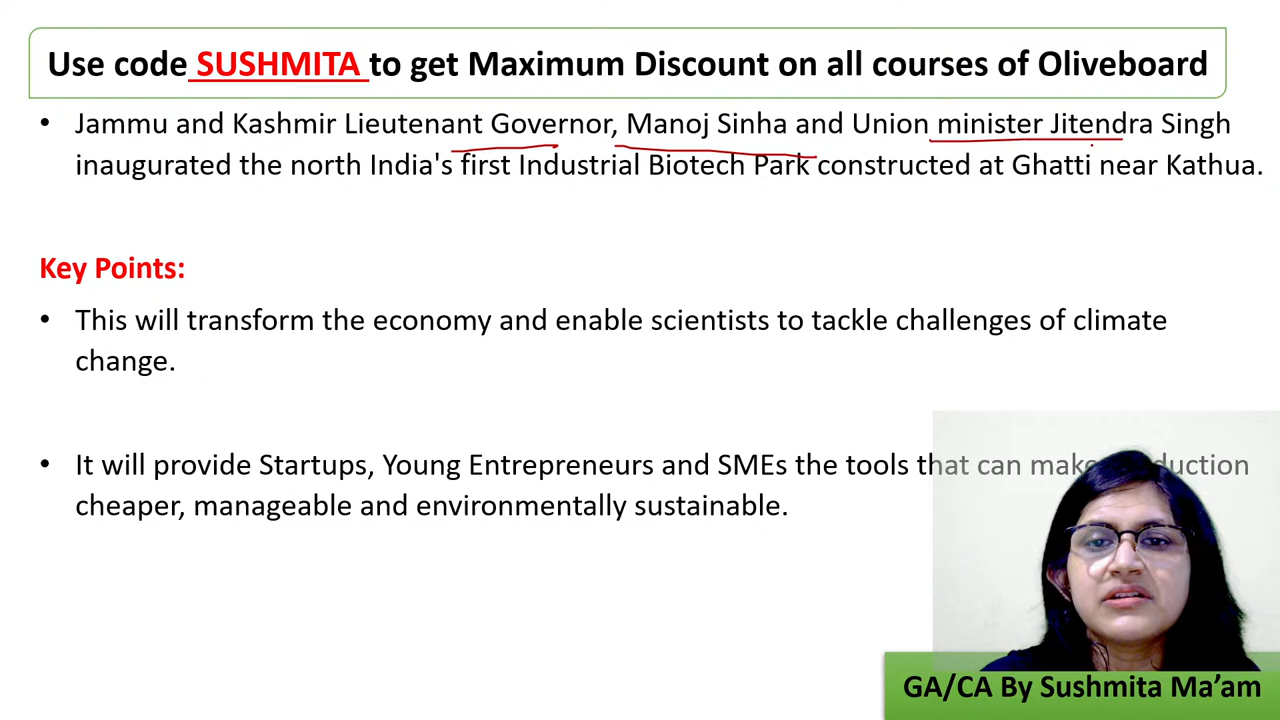 Use code SUSHMITA to get Maximum Discount on all courses of Oliveboard
• Jammu and Kashmir Lieutenant Governor, Manoj Sinha and Union minister Jitendra Singh
inaugurated the north India's first Industrial Biotech Park constructed at Ghatti near Kathua.
Key Points:
• This will transform the economy and enable scientists to tackle challenges of climate
change.
• It will provide Startups, Young Entrepreneurs and SMEs the tools that can make
cheaper, manageable and environmentally sustainable.
GA/CA By Sushmita Ma’am